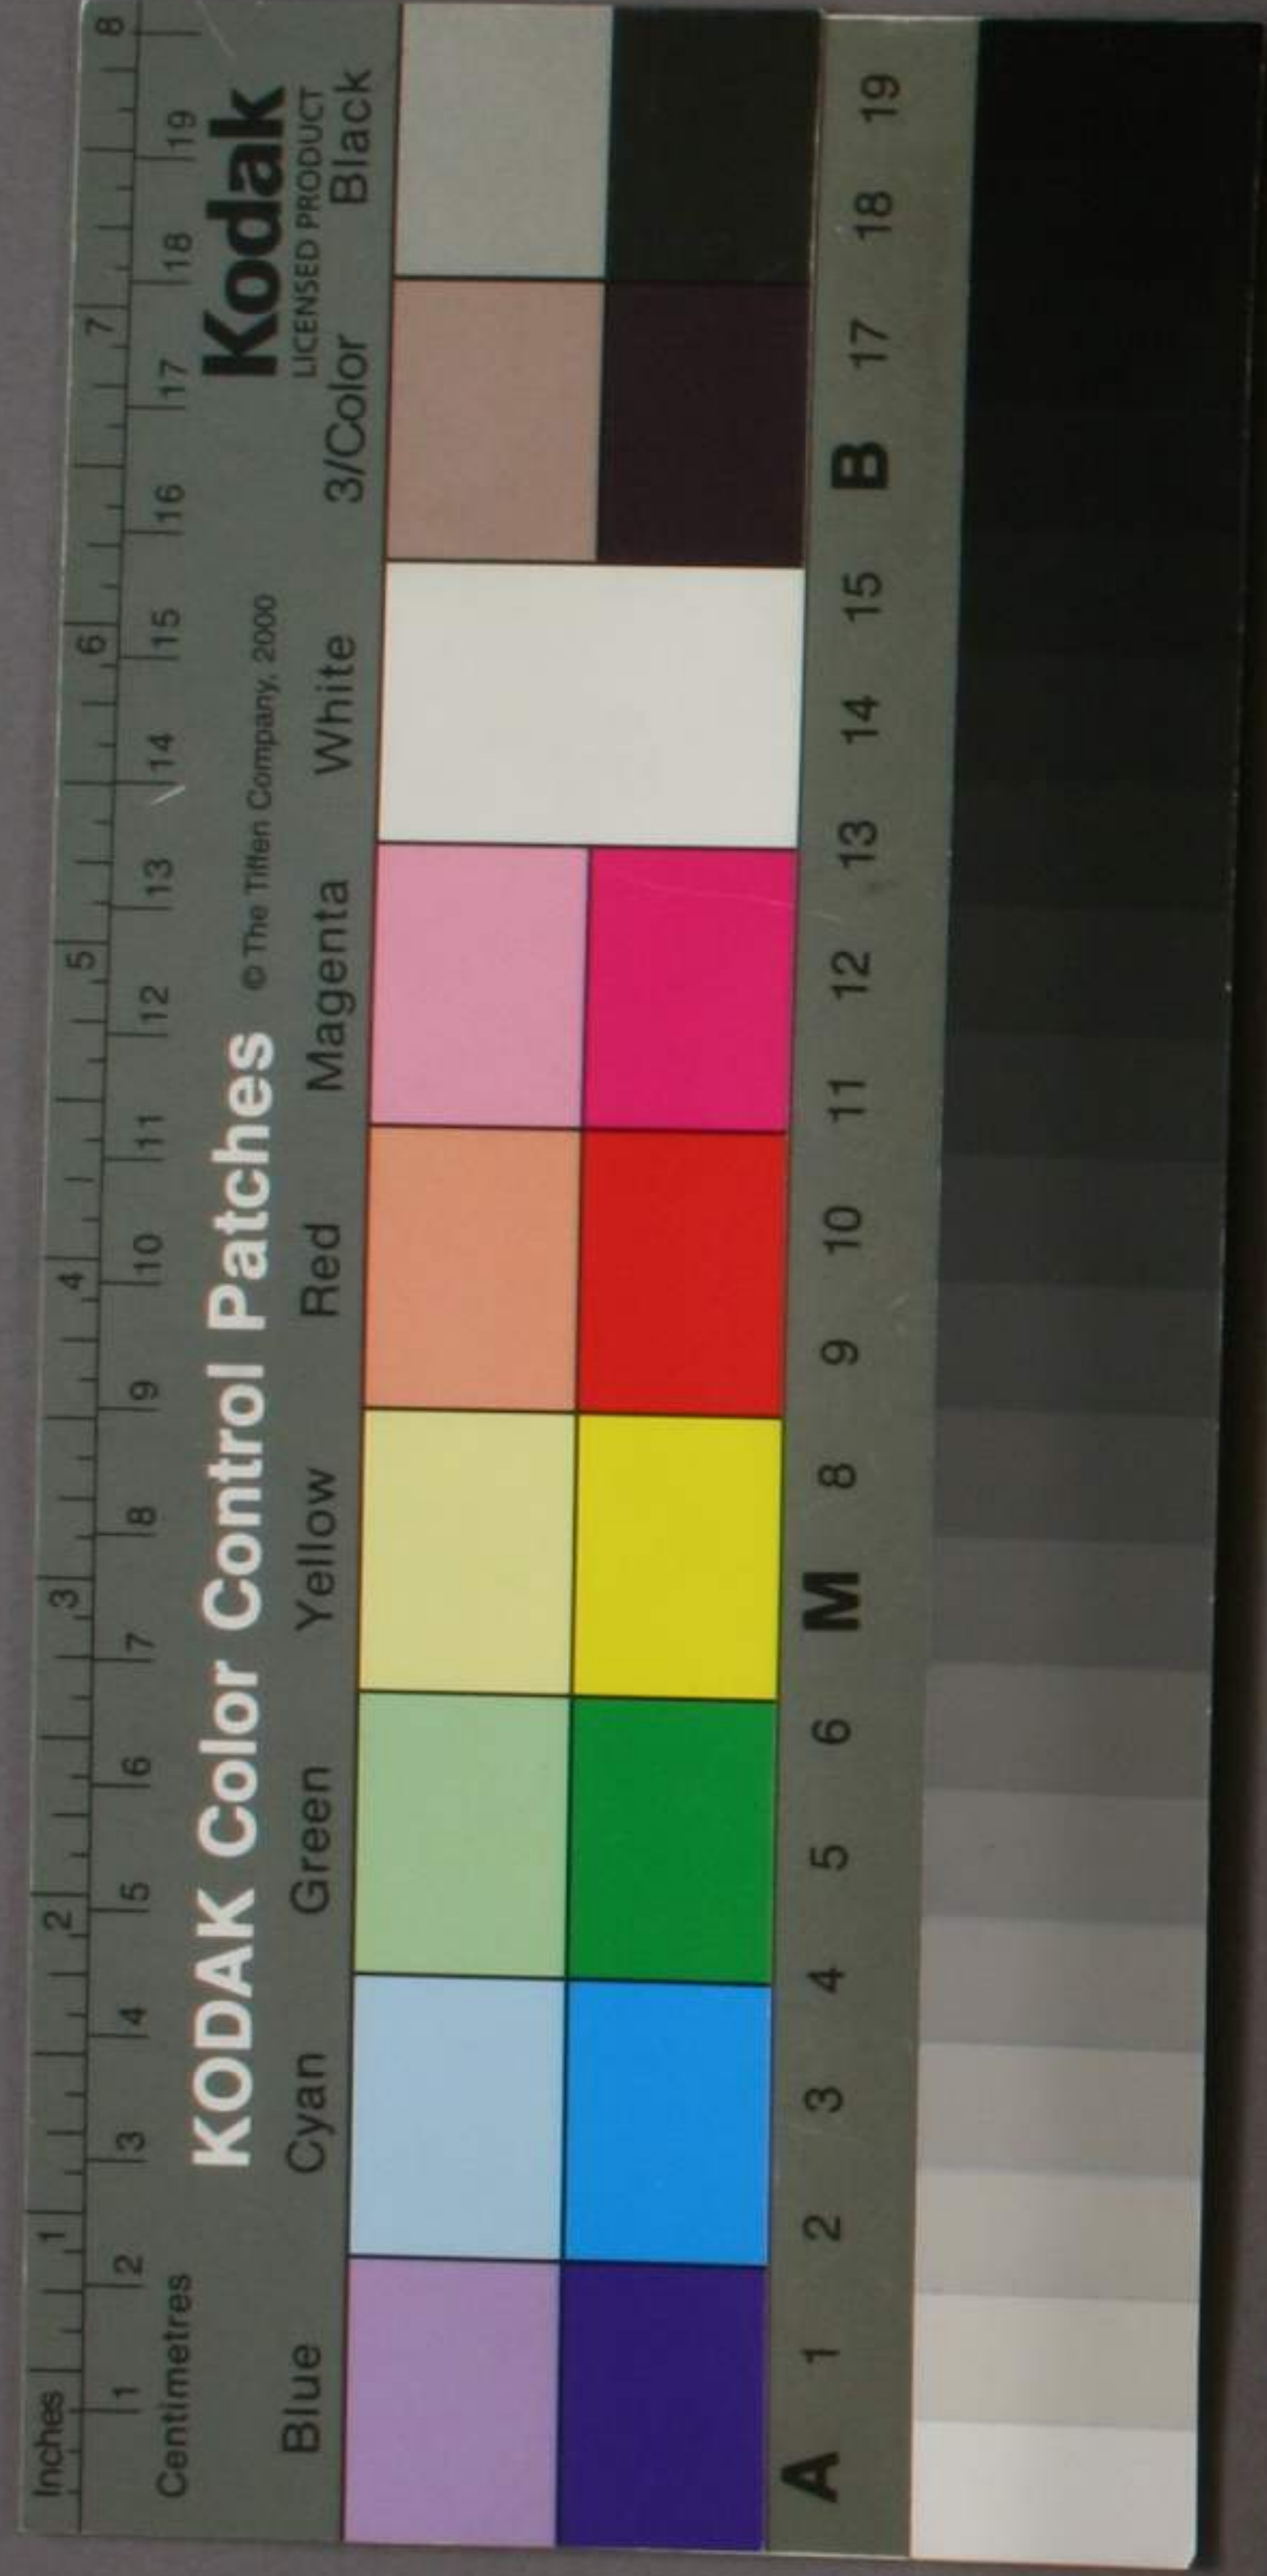 Inches 1 2 3 4 5 6 7 8
1 2 3 4 5 6 7 8 9 10 11 12 13 14 15 16 17 18 19
Centimetres
KODAK Color Control Patches © The Tiffen Company, 2000 Kodak
LICENSED PRODUCT
Blue Cyan Green Yellow Red Magenta White 3/Color Black
A 1 2 3 4 5 6 M 8 9 10 11 12 13 14 15 B 17 18 19